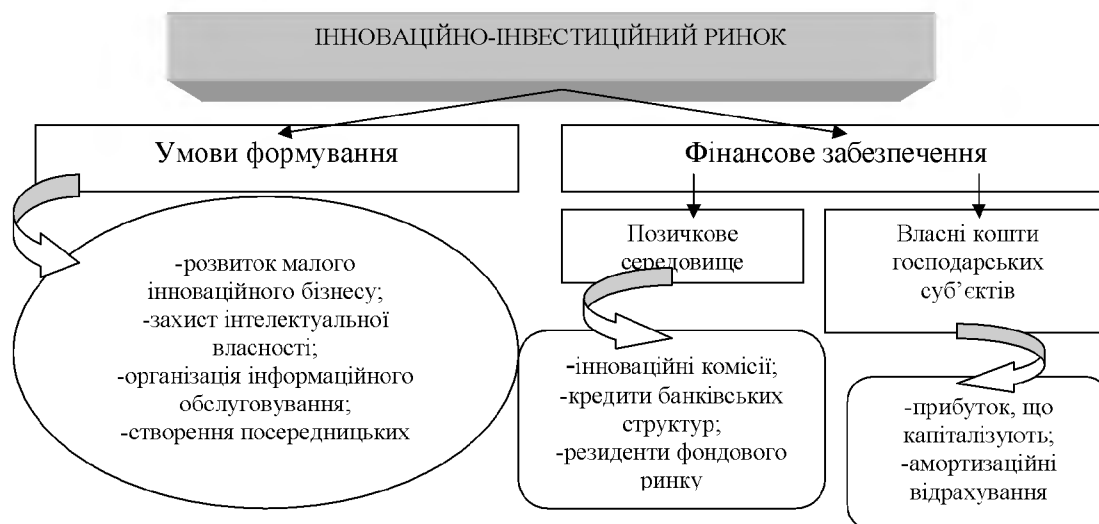 ІННОВАЦІЙНО-ІНВЕСТИЦІЙНИЙ РИНОК
Умови формування
Фінансове забезпечення
Позичкове
середовище
Власні кошти
господарських
суб’єктів
-розвиток малого
інноваційного бізнесу;
-захист інтелектуальної
власності;
-організація інформаційного
обслуговування;
-створення посередницьких
-інноваційні комісії;
-кредити банківських
структур;
-резиденти фондового
ринку
-прибуток, що
капіталізують;
-амортизаційні
відрахування